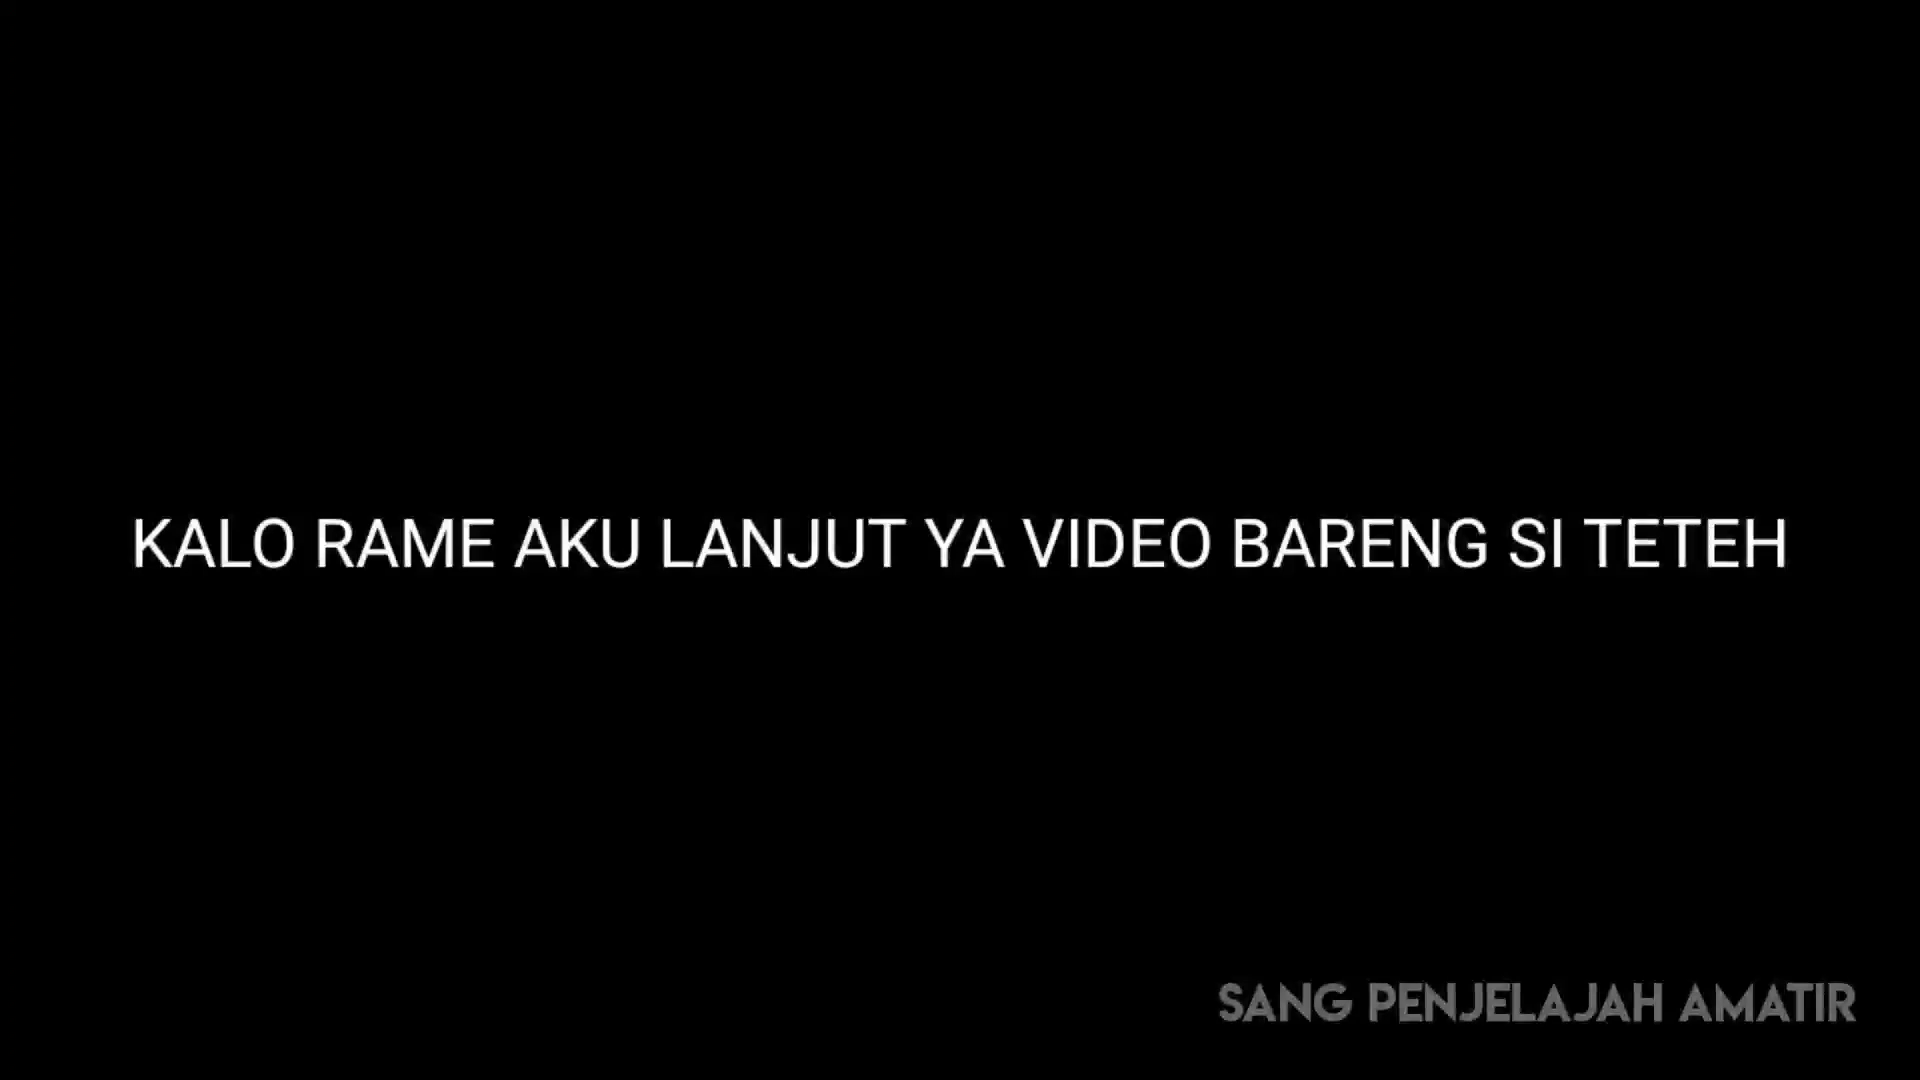 KALO RAME AKU LANJUT YA VIDEO BARENG SI TETEH
SANG PENJELAJAH AMATIR